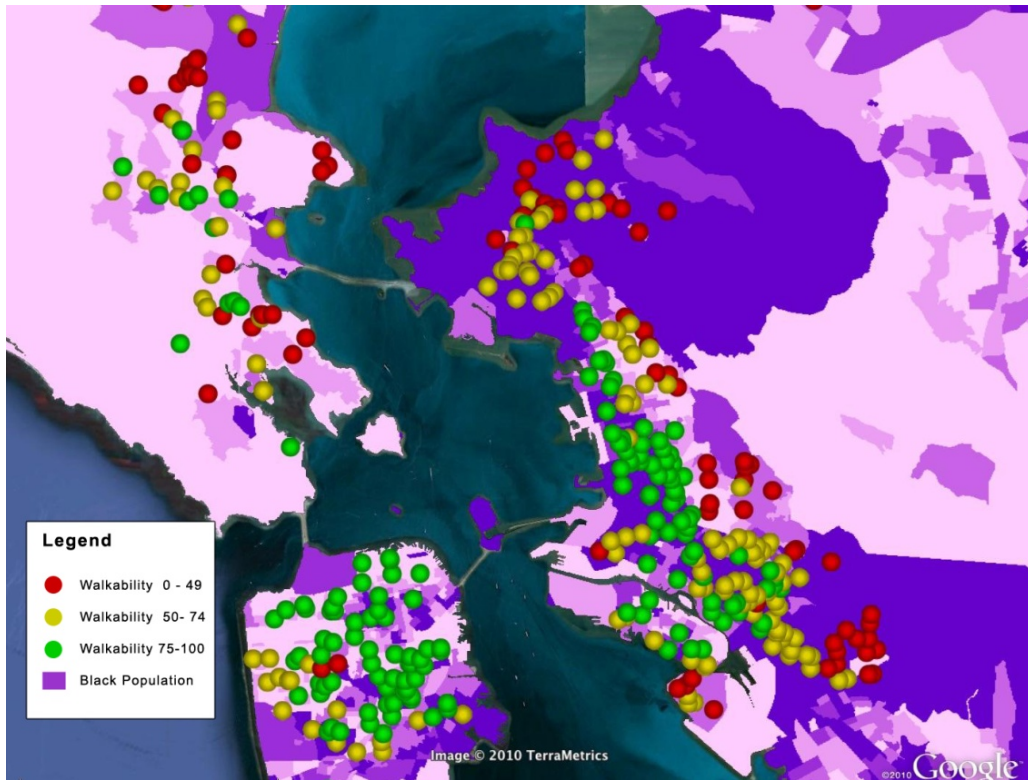 Legend
Walkability 0 - 49
Walkability 50- 74
Walkability 75-100
Black Population
Image © 2010 TerraMetrics
©2010 Google